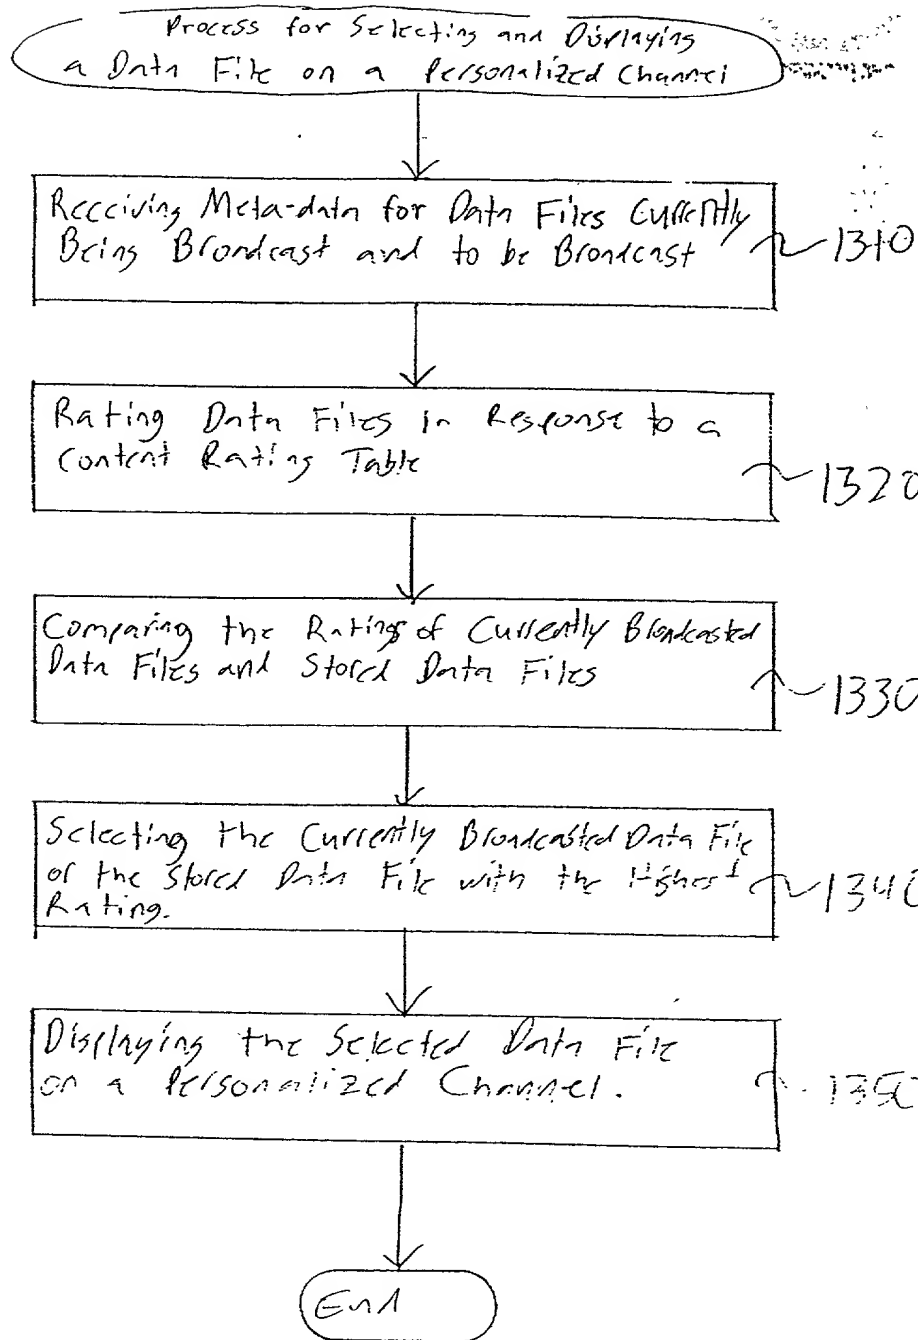 Process for Selecting and Displaying
a Data File on a Personalized Channel
Receiving Meta-data for Data Files Currently
Being Broadcast and to be Broadcast
1310
Rating Data Files in Response to a
Content Rating Table
1320
Comparing the Ratings of Currently Broadcasted
Data Files and Stored Data Files
1330
Selecting the Currently Broadcasted Data File
or the Stored Data File with the Highest
Rating.
1340
Displaying the Selected Data File
on a Personalized Channel.
1350
End